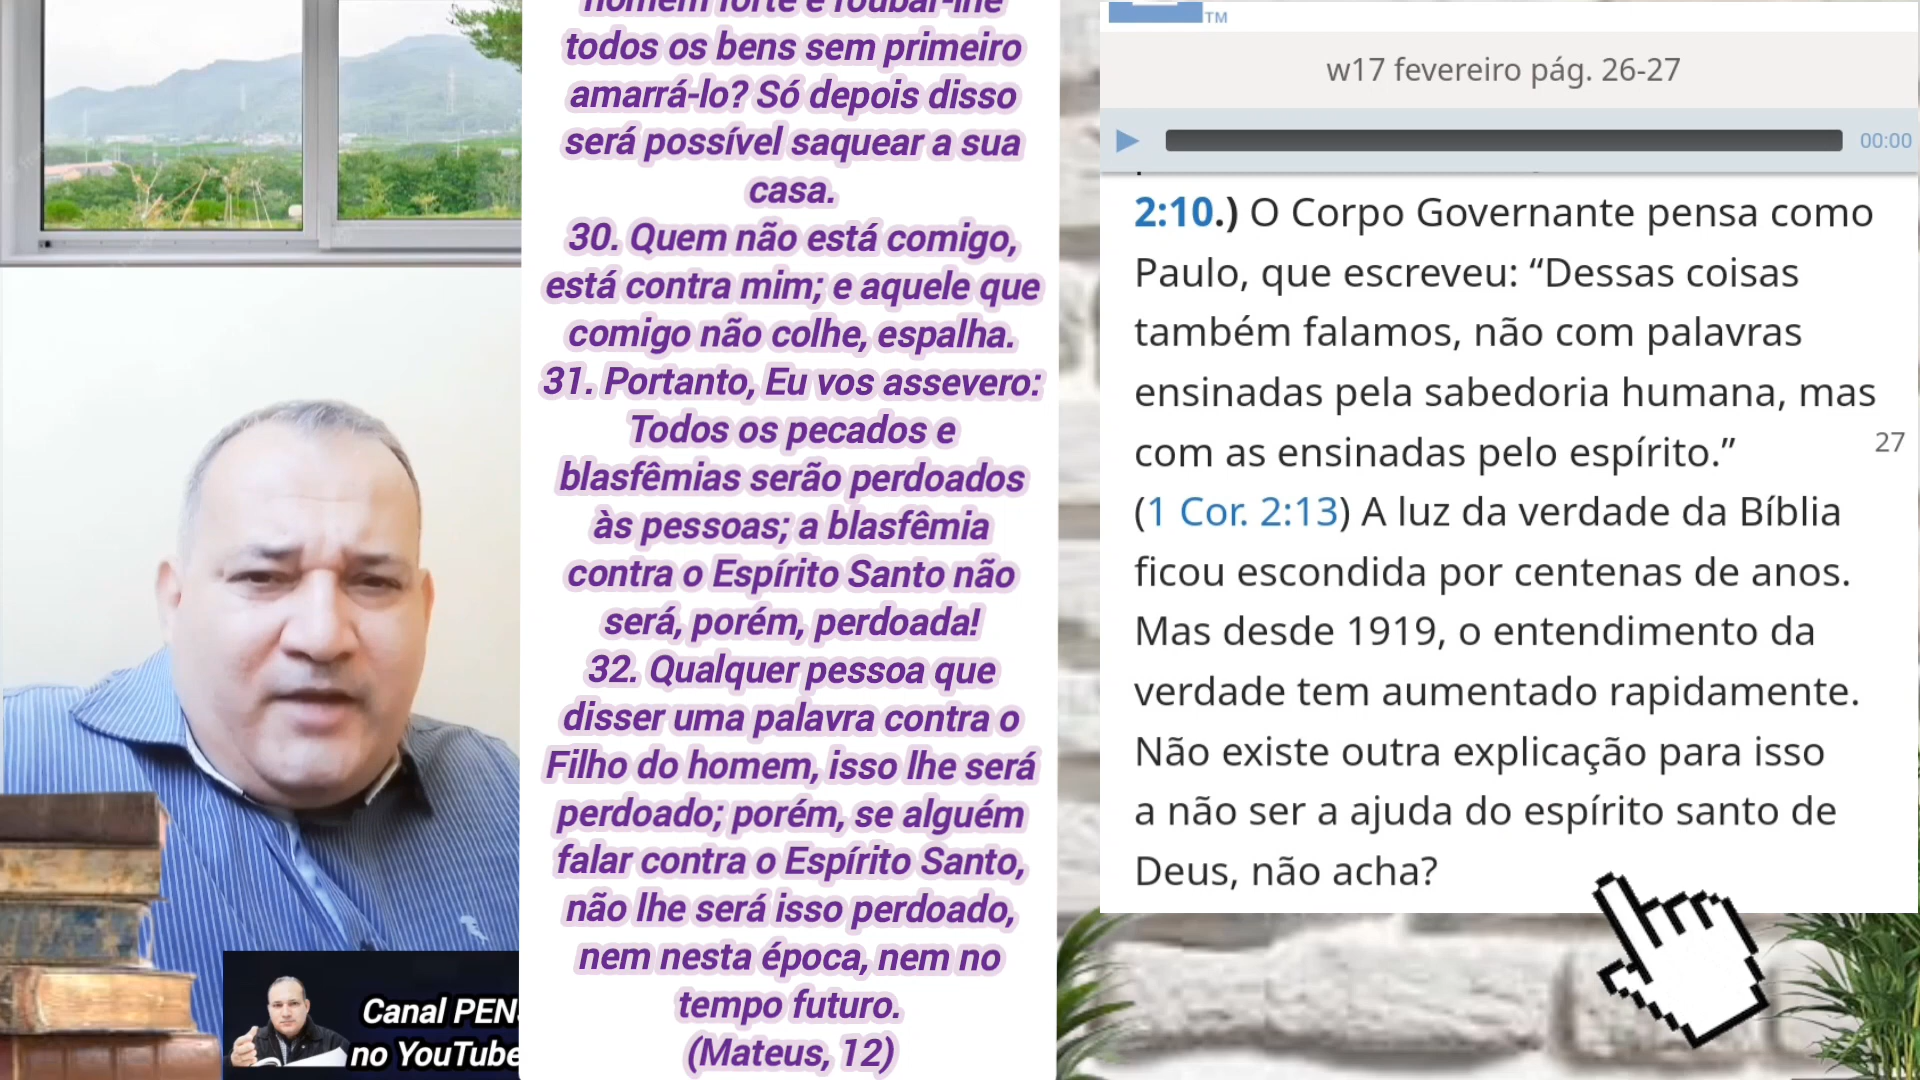 homem forte e roubar-lhe
todos os bens sem primeiro
amarrá-lo? Só depois disso
será possível saquear a sua
casa.
30. Quem não está comigo,
está contra mim; e aquele que
comigo não colhe, espalha.
31. Portanto, Eu vos assevero:
Todos os pecados e
blasfêmias serão perdoados
às pessoas; a blasfêmia
contra o Espírito Santo não
será, porém, perdoada!
32. Qualquer pessoa que
disser uma palavra contra o
Filho do homem, isso lhe será
perdoado; porém, se alguém
falar contra o Espírito Santo,
não lhe será isso perdoado,
nem nesta época, nem no
tempo futuro.
(Mateus, 12)
TM
w17 fevereiro pág. 26-27
00:00
2:10.) O Corpo Governante pensa como
Paulo, que escreveu: “Dessas coisas
também falamos, não com palavras
ensinadas pela sabedoria humana, mas
com as ensinadas pelo espírito.”
27
(1 Cor. 2:13) A luz da verdade da Bíblia
ficou escondida por centenas de anos.
Mas desde 1919, o entendimento da
verdade tem aumentado rapidamente.
Não existe outra explicação para isso
a não ser a ajuda do espírito santo de
Deus, não acha?
Canal PEN
no YouTube